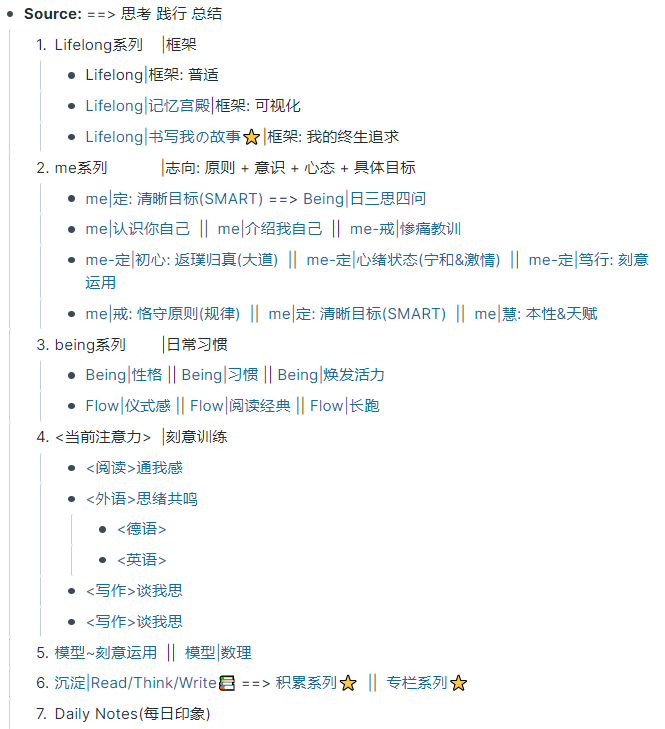 Source: ==> 思考 践行 总结
1. Lifelong系列 |框架
Lifelong|框架: 普适
Lifelong|记忆宫殿|框架: 可视化
Lifelong|书写我の故事⭐|框架: 我的终生追求
2. me系列 |志向: 原则 + 意识 + 心态 + 具体目标
me|定: 清晰目标(SMART) ==> Being|日三思四问
me|认识你自己 || me|介绍我自己 || me-戒|惨痛教训
me-定|初心: 返璞归真(大道) || me-定|心绪状态(宁和&激情) || me-定|笃行: 刻意
运用
me|戒: 恪守原则(规律) || me|定: 清晰目标(SMART) || me|慧: 本性&天赋
3. being系列 |日常习惯
Being|性格 || Being|习惯 || Being|焕发活力
Flow|仪式感 || Flow|阅读经典 || Flow|长跑
4. <当前注意力> |刻意训练
<阅读>通我感
<外语>思绪共鸣
<德语>
<英语>
<写作>谈我思
<写作>谈我思
5. 模型~刻意运用 || 模型|数理
6. 沉淀|Read/Think/Write📚 ==> 积累系列⭐ || 专栏系列⭐
7. Daily Notes(每日印象)